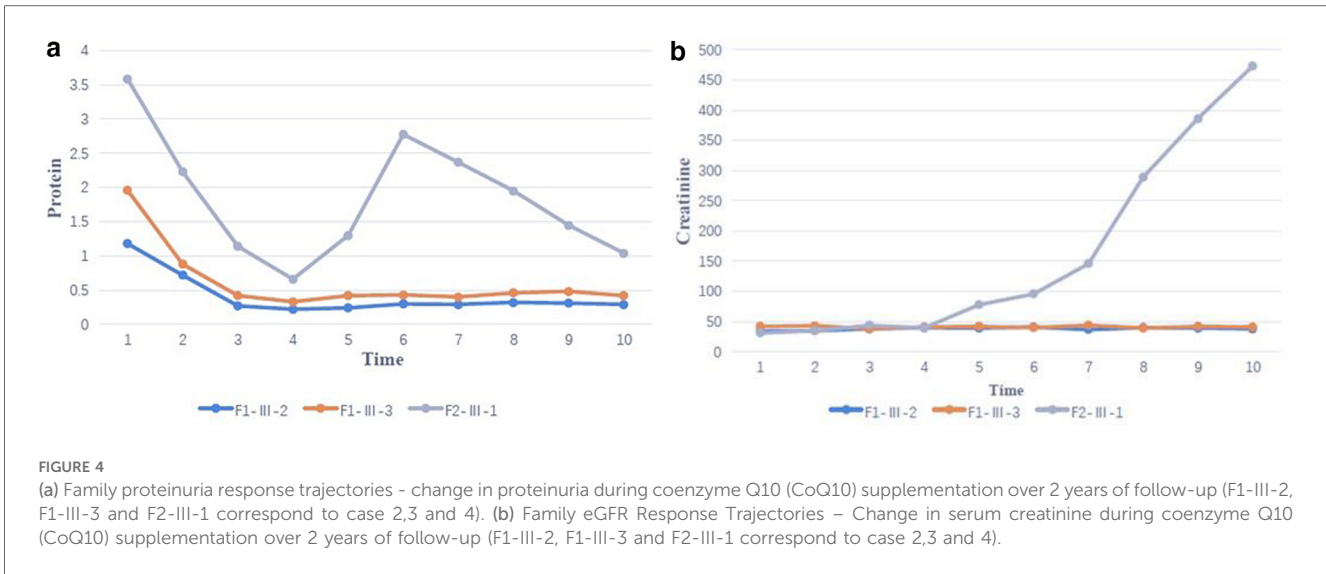 a
4
3.5
3
2.5
2
1.5
1
0.5
0
Protein
1 2 3 4 5 6 7 8 9 10
Time
F1-III-2 F1-III-3 F2-III-1
b
500
450
400
350
300
250
200
150
100
50
0
Creatinine
1 2 3 4 5 6 7 8 9 10
Time
F1-III-2 F1-III-3 F2-III-1
FIGURE 4
(a) Family proteinuria response trajectories - change in proteinuria during coenzyme Q10 (CoQ10) supplementation over 2 years of follow-up (F1-III-2,
F1-III-3 and F2-III-1 correspond to case 2,3 and 4). (b) Family eGFR Response Trajectories – Change in serum creatinine during coenzyme Q10
(CoQ10) supplementation over 2 years of follow-up (F1-III-2, F1-III-3 and F2-III-1 correspond to case 2,3 and 4).